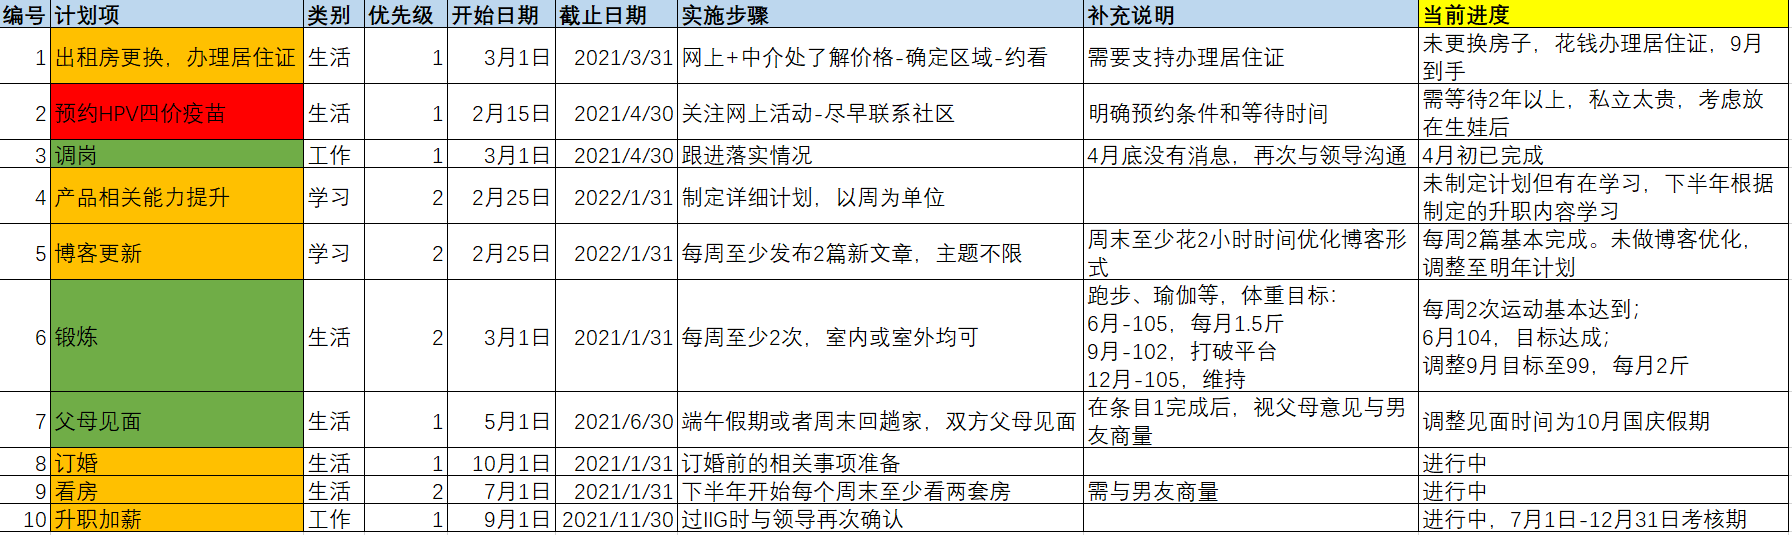 编号 计划项 类别 优先级 开始日期 截止日期 实施步骤 补充说明 当前进度
1 出租房更换，办理居住证 生活 1 3月1日 2021/3/31 网上+中介处了解价格-确定区域-约看 需要支持办理居住证 未更换房子，花钱办理居住证，9月
到手
2 预约HPV四价疫苗 生活 1 2月15日 2021/4/30 关注网上活动-尽早联系社区 明确预约条件和等待时间 需等待2年以上，私立太贵，考虑放
在生娃后
3 调岗 工作 1 3月1日 2021/4/30 跟进落实情况 4月底没有消息，再次与领导沟通 4月初已完成
4 产品相关能力提升 学习 2 2月25日 2022/1/31 制定详细计划，以周为单位 未制定计划但有在学习，下半年根据
制定的升职内容学习
5 博客更新 学习 2 2月25日 2022/1/31 每周至少发布2篇新文章，主题不限 周末至少花2小时时间优化博客形
式
每周2篇基本完成。未做博客优化，
调整至明年计划
6 锻炼 生活 2 3月1日 2021/1/31 每周至少2次，室内或室外均可
跑步、瑜伽等，体重目标：
6月-105，每月1.5斤
9月-102，打破平台
12月-105，维持
每周2次运动基本达到；
6月104，目标达成；
调整9月目标至99，每月2斤
7 父母见面 生活 1 5月1日 2021/6/30 端午假期或者周末回趟家，双方父母见面 在条目1完成后，视父母意见与男
友商量
调整见面时间为10月国庆假期
8 订婚 生活 1 10月1日 2021/1/31 订婚前的相关事项准备 进行中
9 看房 生活 2 7月1日 2021/1/31 下半年开始每个周末至少看两套房 需与男友商量 进行中
10 升职加薪 工作 1 9月1日 2021/11/30 过IIG时与领导再次确认 进行中，7月1日-12月31日考核期